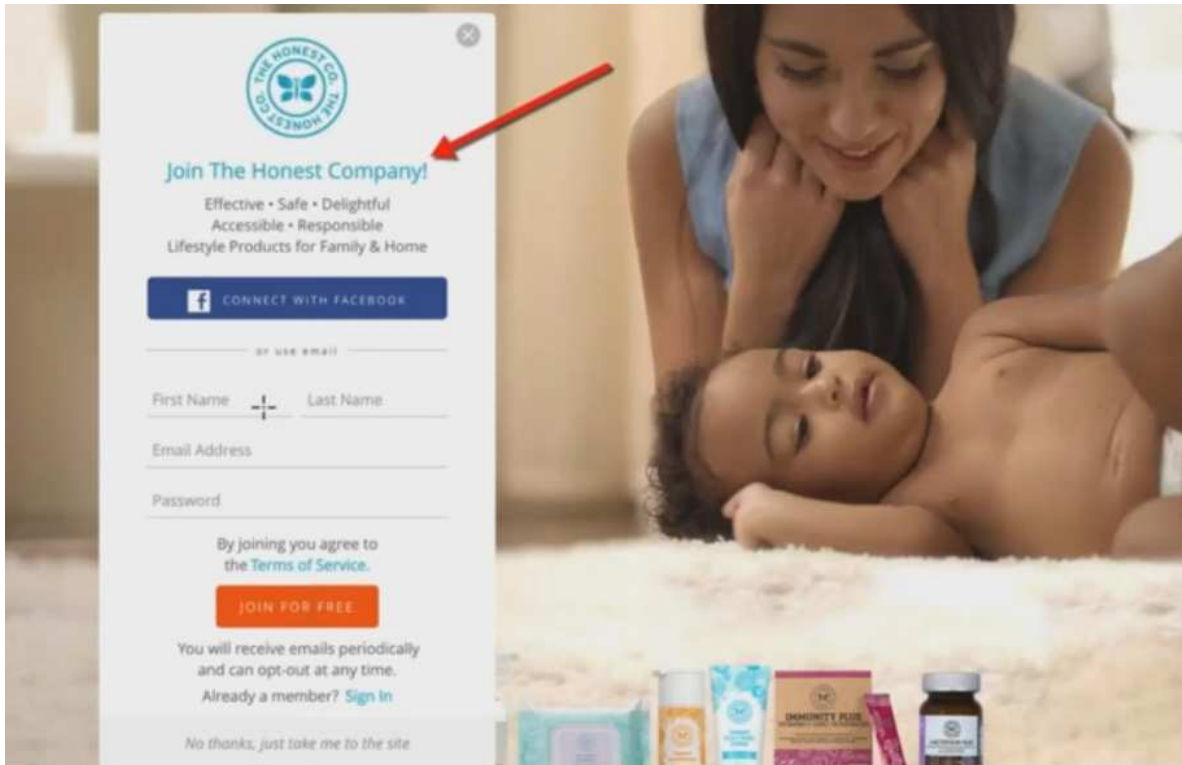 THE HONEST CO. THE HONEST CO.
Join The Honest Company!
Effective • Safe • Delightful
Accessible • Responsible
Lifestyle Products for Family & Home
f CONNECT WITH FACEBOOK
or use email
First Name Last Name
Email Address
Password
By joining you agree to
the Terms of Service.
JOIN FOR FREE
You will receive emails periodically
and can opt-out at any time.
Already a member? Sign In
No thanks, just take me to the site
IMMUNITY PLUS